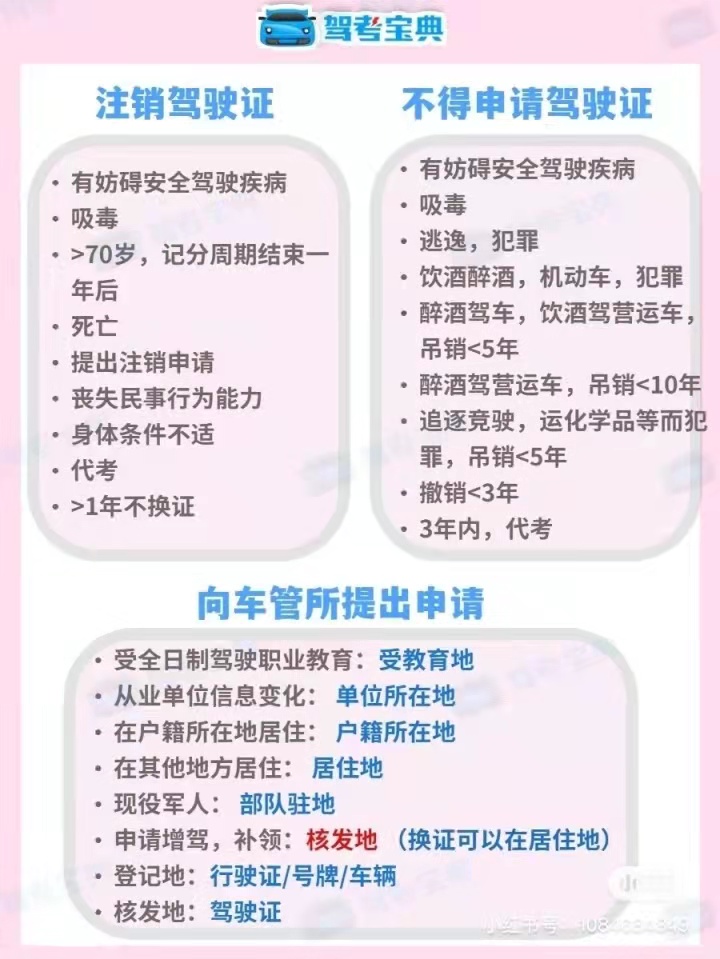 驾考宝典
注销驾驶证
· 有妨碍安全驾驶疾病
· 吸毒
· >70岁，记分周期结束一
年后
· 死亡
· 提出注销申请
· 丧失民事行为能力
· 身体条件不适
· 代考
· >1年不换证
不得申请驾驶证
· 有妨碍安全驾驶疾病
· 吸毒
· 逃逸，犯罪
· 饮酒醉酒，机动车，犯罪
· 醉酒驾车，饮酒驾营运车，
吊销<5年
· 醉酒驾营运车，吊销<10年
· 追逐竞驶，运化学品等而犯
罪，吊销<5年
· 撤销<3年
· 3年内，代考
向车管所提出申请
· 受全日制驾驶职业教育：受教育地
· 从业单位信息变化： 单位所在地
· 在户籍所在地居住： 户籍所在地
· 在其他地方居住： 居住地
· 现役军人： 部队驻地
· 申请增驾，补领：核发地 （换证可以在居住地）
· 登记地：行驶证/号牌/车辆
· 核发地：驾驶证
小红书号：